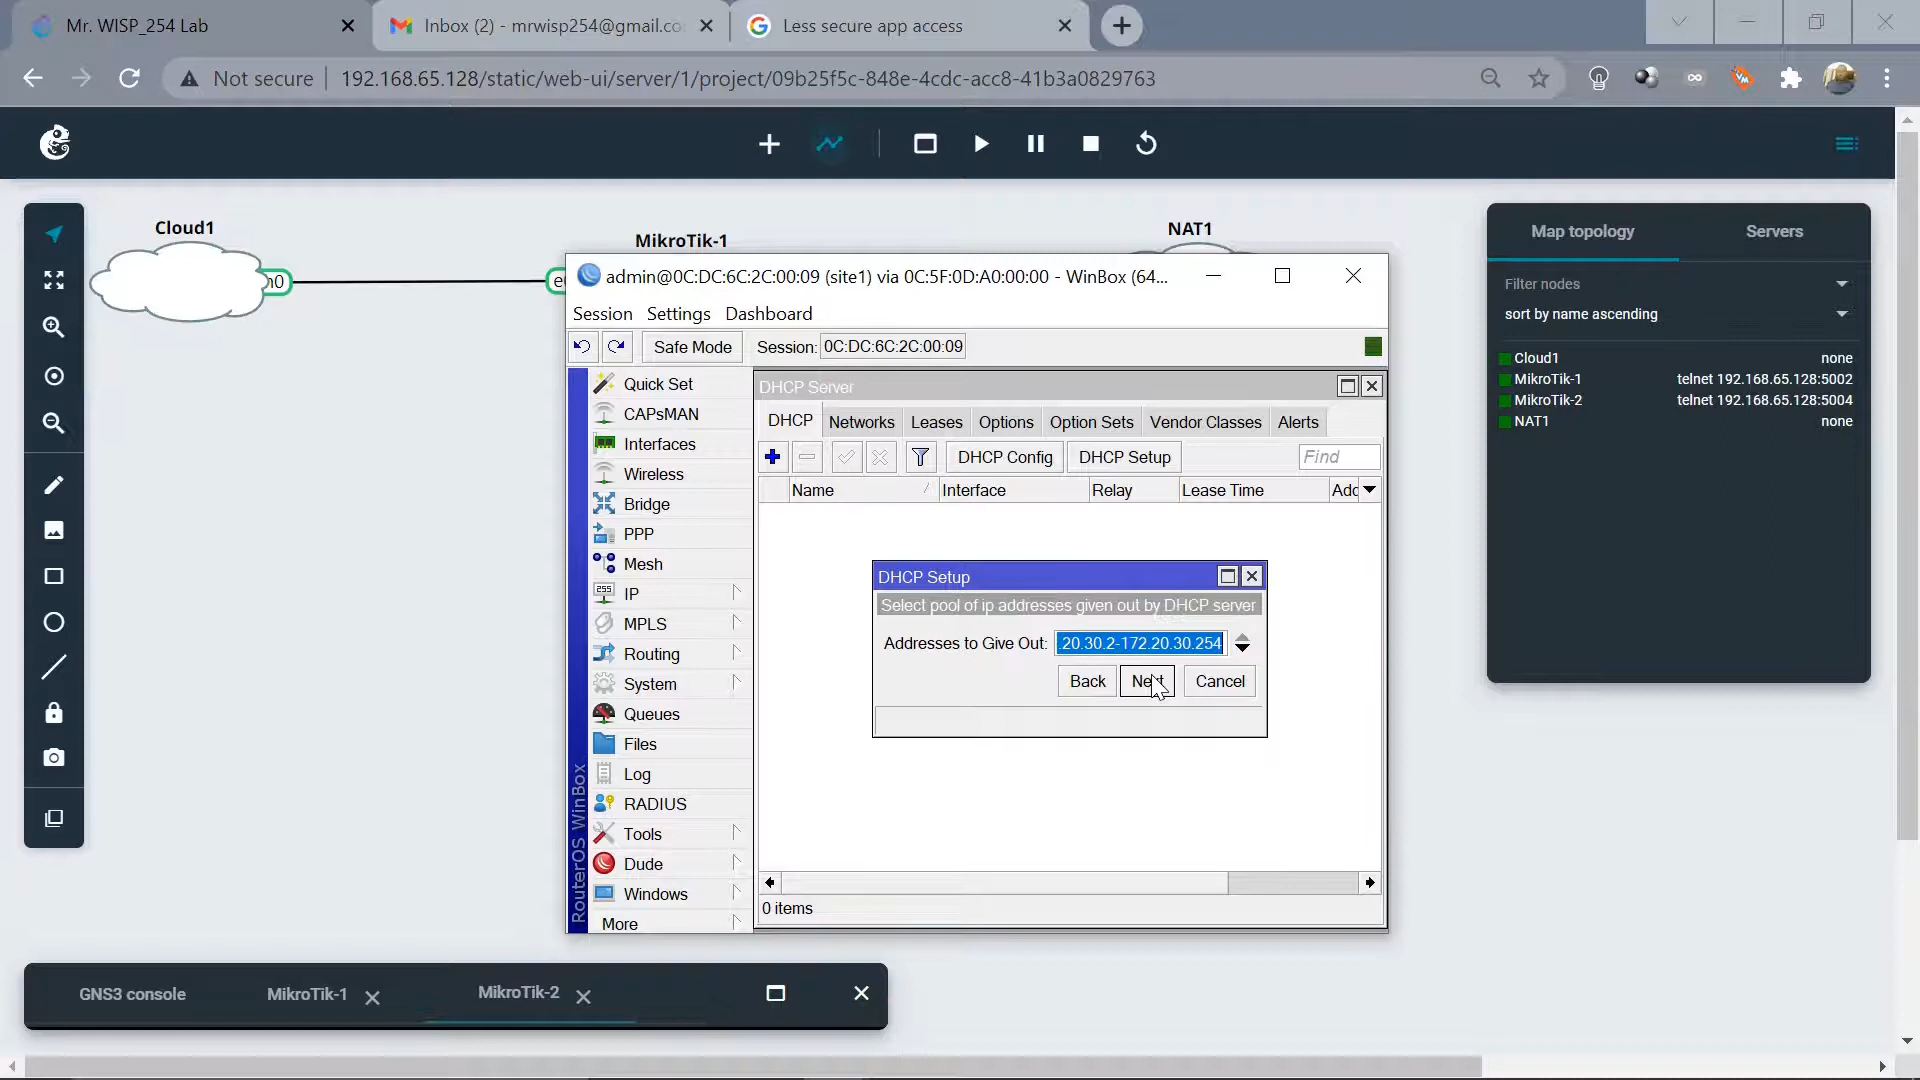 Mr. WISP_254 Lab
Inbox (2) - mrwisp254@gmail.co
Less secure app access
Not secure
192.168.65.128/static/web-ui/server/1/project/09b25f5c-848e-4cdc-acc8-41b3a0829763
Cloud1
MikroTik-1
NAT1
Map topology
Servers
Filter nodes
sort by name ascending
Cloud1 none
MikroTik-1 telnet 192.168.65.128:5002
MikroTik-2 telnet 192.168.65.128:5004
NAT1 none
admin@0C:DC:6C:2C:00:09 (site1) via 0C:5F:0D:A0:00:00 - WinBox (64...
Session Settings Dashboard
Safe Mode Session: 0C:DC:6C:2C:00:09
Quick Set
CAPsMAN
Interfaces
Wireless
Bridge
PPP
Mesh
IP
MPLS
Routing
System
Queues
Files
Log
RADIUS
Tools
Dude
Windows
More
RouterOS WinBox
DHCP Server
DHCP Networks Leases Options Option Sets Vendor Classes Alerts
DHCP Config DHCP Setup Find
Name Interface Relay Lease Time Adc
DHCP Setup
Select pool of ip addresses given out by DHCP server
Addresses to Give Out: .20.30.2-172.20.30.254
Back Next Cancel
0 items
GNS3 console MikroTik-1 MikroTik-2